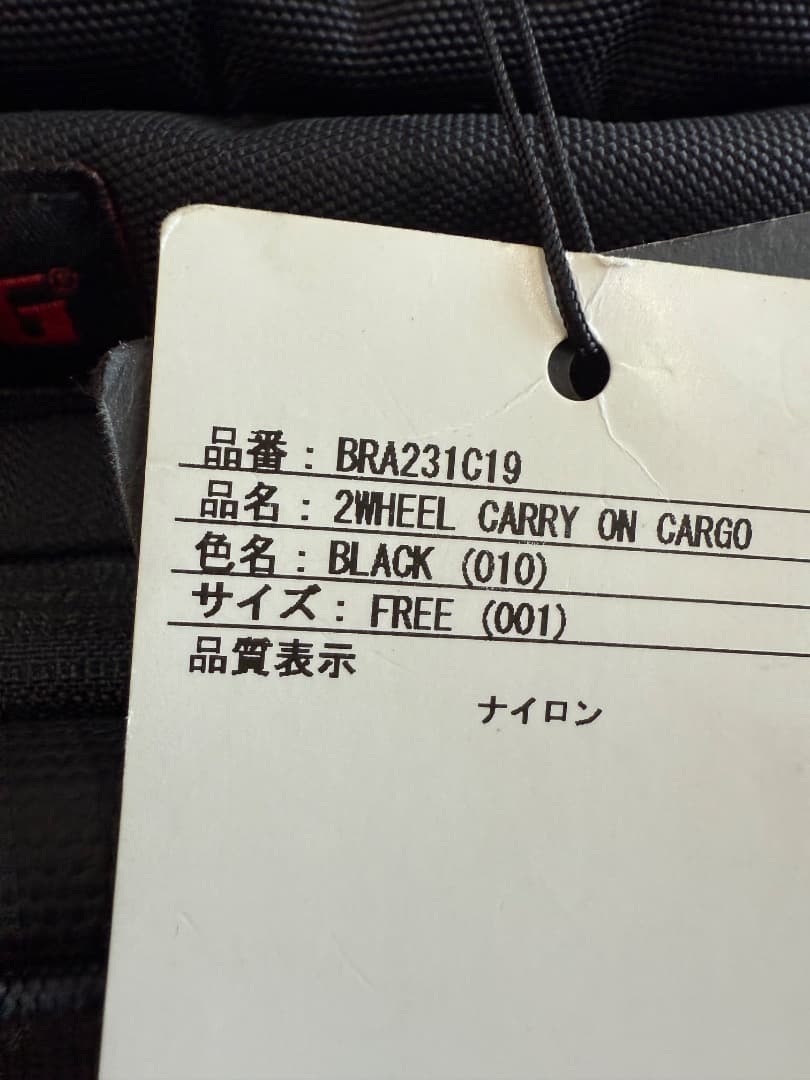 G®
品番：BRA231C19
品名：2WHEEL CARRY ON CARGO
色名：BLACK (010)
サイズ：FREE (001)
品質表示
ナイロン